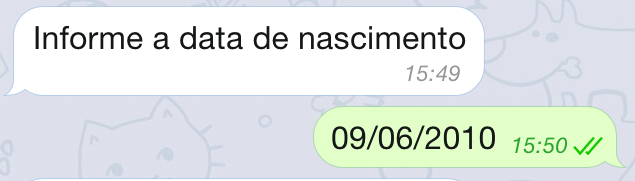 Informe a data de nascimento
15:49
09/06/2010 15:50